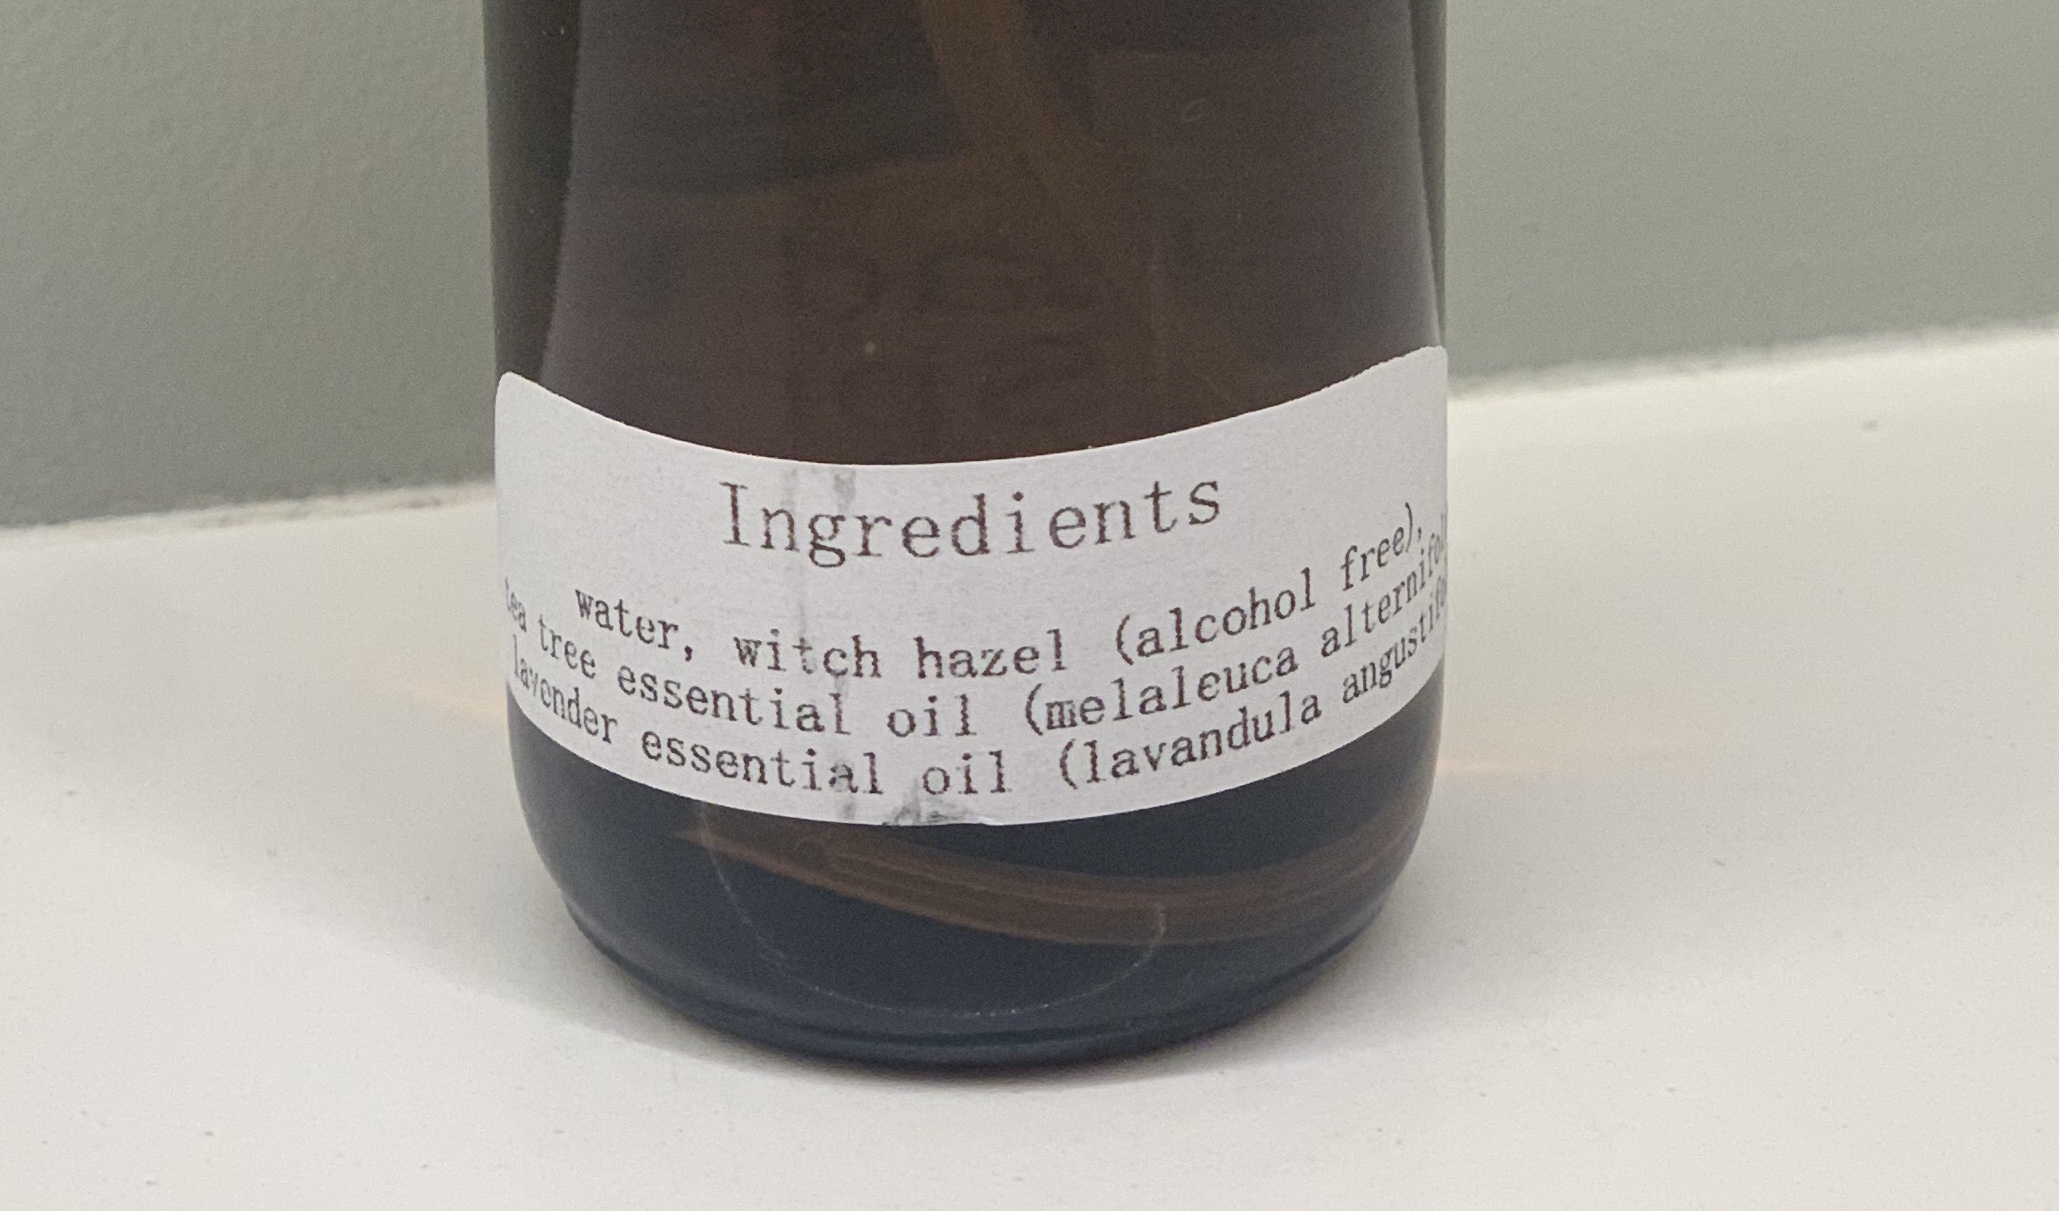 Ingredients
water, witch hazel (alcohol free),
tea tree essential oil (melaleuca
lavender essential oil (lavandula